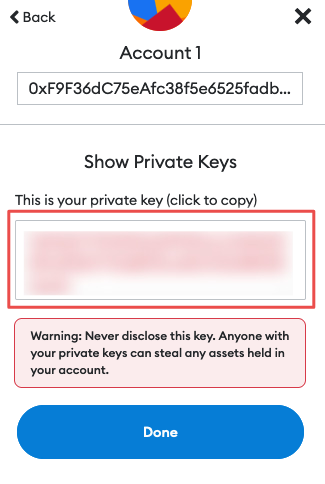 Back
Account 1
0xF9F36dC75eAfc38f5e6525fadb...
Show Private Keys
This is your private key (click to copy)
Warning: Never disclose this key. Anyone with
your private keys can steal any assets held in
your account.
Done